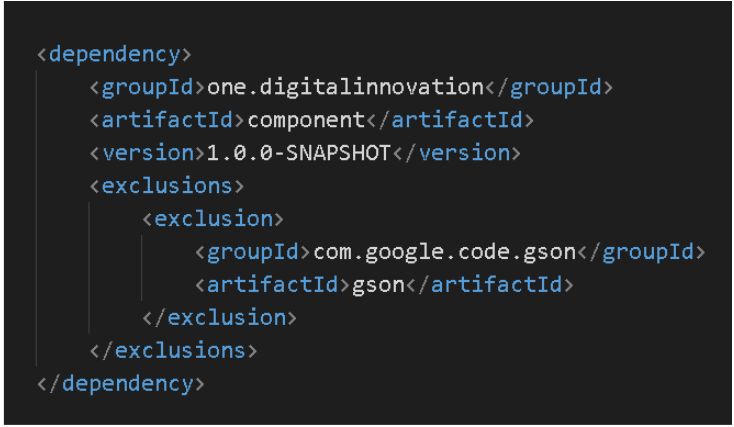 <dependency>
<groupId>one.digitalinnovation</groupId>
<artifactId>component</artifactId>
<version>1.0.0-SNAPSHOT</version>
<exclusions>
<exclusion>
<groupId>com.google.code.gson</groupId>
<artifactId>gson</artifactId>
</exclusion>
</exclusions>
</dependency>